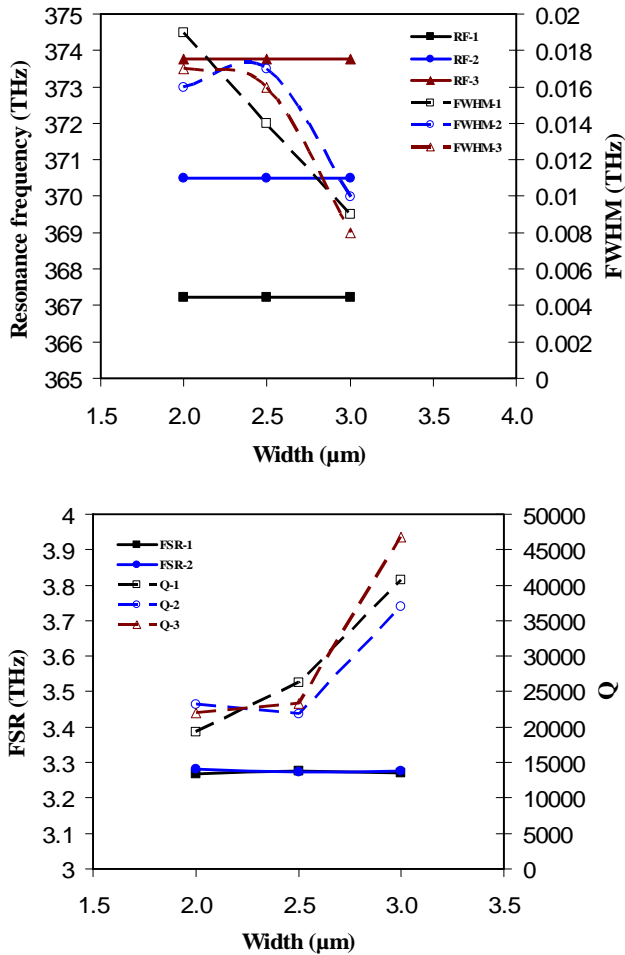 375
374
373
372
371
370
369
368
367
366
365
Resonance frequency (THz)
0.02
0.018
0.016
0.014
0.012
0.01
0.008
0.006
0.004
0.002
0
FWHM (THz)
RF-1
RF-2
RF-3
FWHM-1
FWHM-2
FWHM-3
1.5 2.0 2.5 3.0 3.5 4.0
Width (µm)
4
3.9
3.8
3.7
3.6
3.5
3.4
3.3
3.2
3.1
3
FSR (THz)
50000
45000
40000
35000
30000
25000
20000
15000
10000
5000
0
Q
FSR-1
FSR-2
Q-1
Q-2
Q-3
1.5 2.0 2.5 3.0 3.5
Width (µm)